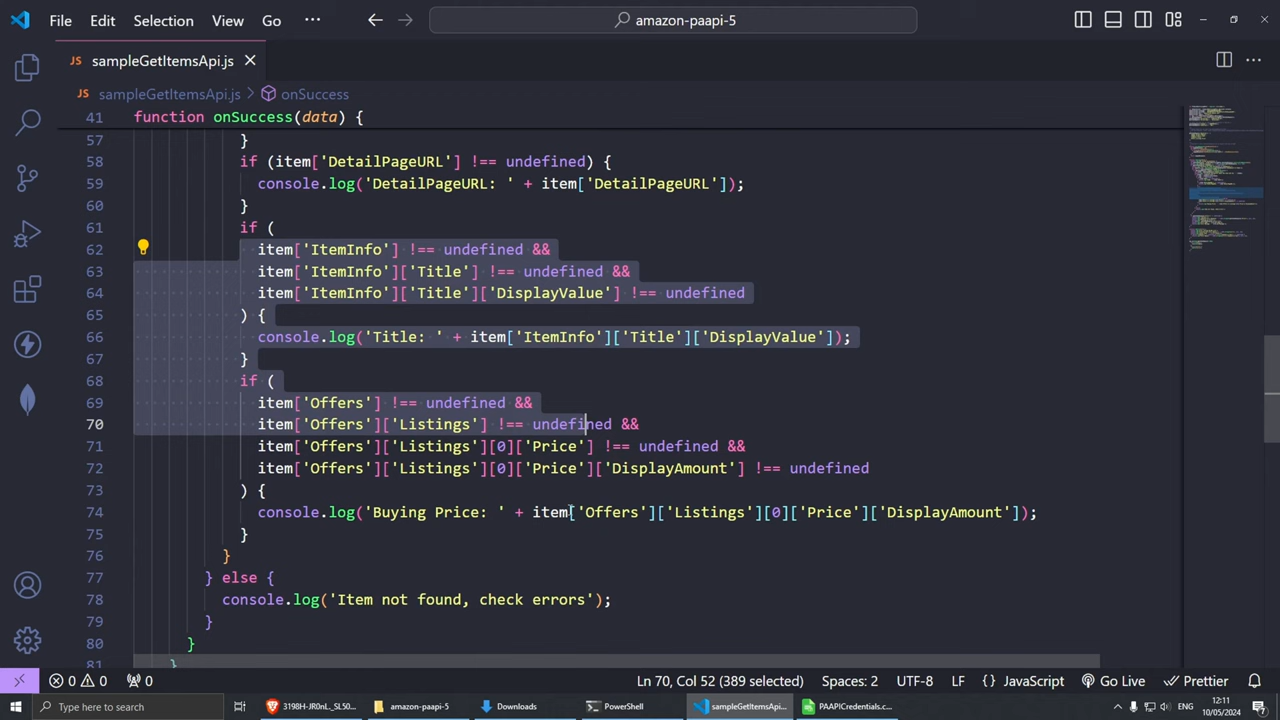 File Edit Selection View Go ··· amazon-paapi-5
JS sampleGetItemsApi.js
JS sampleGetItemsApi.js > onSuccess
41 function onSuccess(data) {
57 }
58 if (item['DetailPageURL'] !== undefined) {
59 console.log('DetailPageURL: ' + item['DetailPageURL']);
60 }
61 if (
62 item['ItemInfo'] !== undefined &&
63 item['ItemInfo']['Title'] !== undefined &&
64 item['ItemInfo']['Title']['DisplayValue'] !== undefined
65 ) {
66 console.log('Title: ' + item['ItemInfo']['Title']['DisplayValue']);
67 }
68 if (
69 item['Offers'] !== undefined &&
70 item['Offers']['Listings'] !== undefined &&
71 item['Offers']['Listings'][0]['Price'] !== undefined &&
72 item['Offers']['Listings'][0]['Price']['DisplayAmount'] !== undefined
73 ) {
74 console.log('Buying Price: ' + item['Offers']['Listings'][0]['Price']['DisplayAmount']);
75 }
76 }
77 } else {
78 console.log('Item not found, check errors');
79 }
80 }
81 }
0 0 0 Ln 70, Col 52 (389 selected) Spaces: 2 UTF-8 LF {} JavaScript Go Live Prettier
Type here to search 3198H-JR0nL_SL50... amazon-paapi-5 Downloads PowerShell sampleGetItemsApi... PAAPICredentials.c... 12:11
10/05/2024